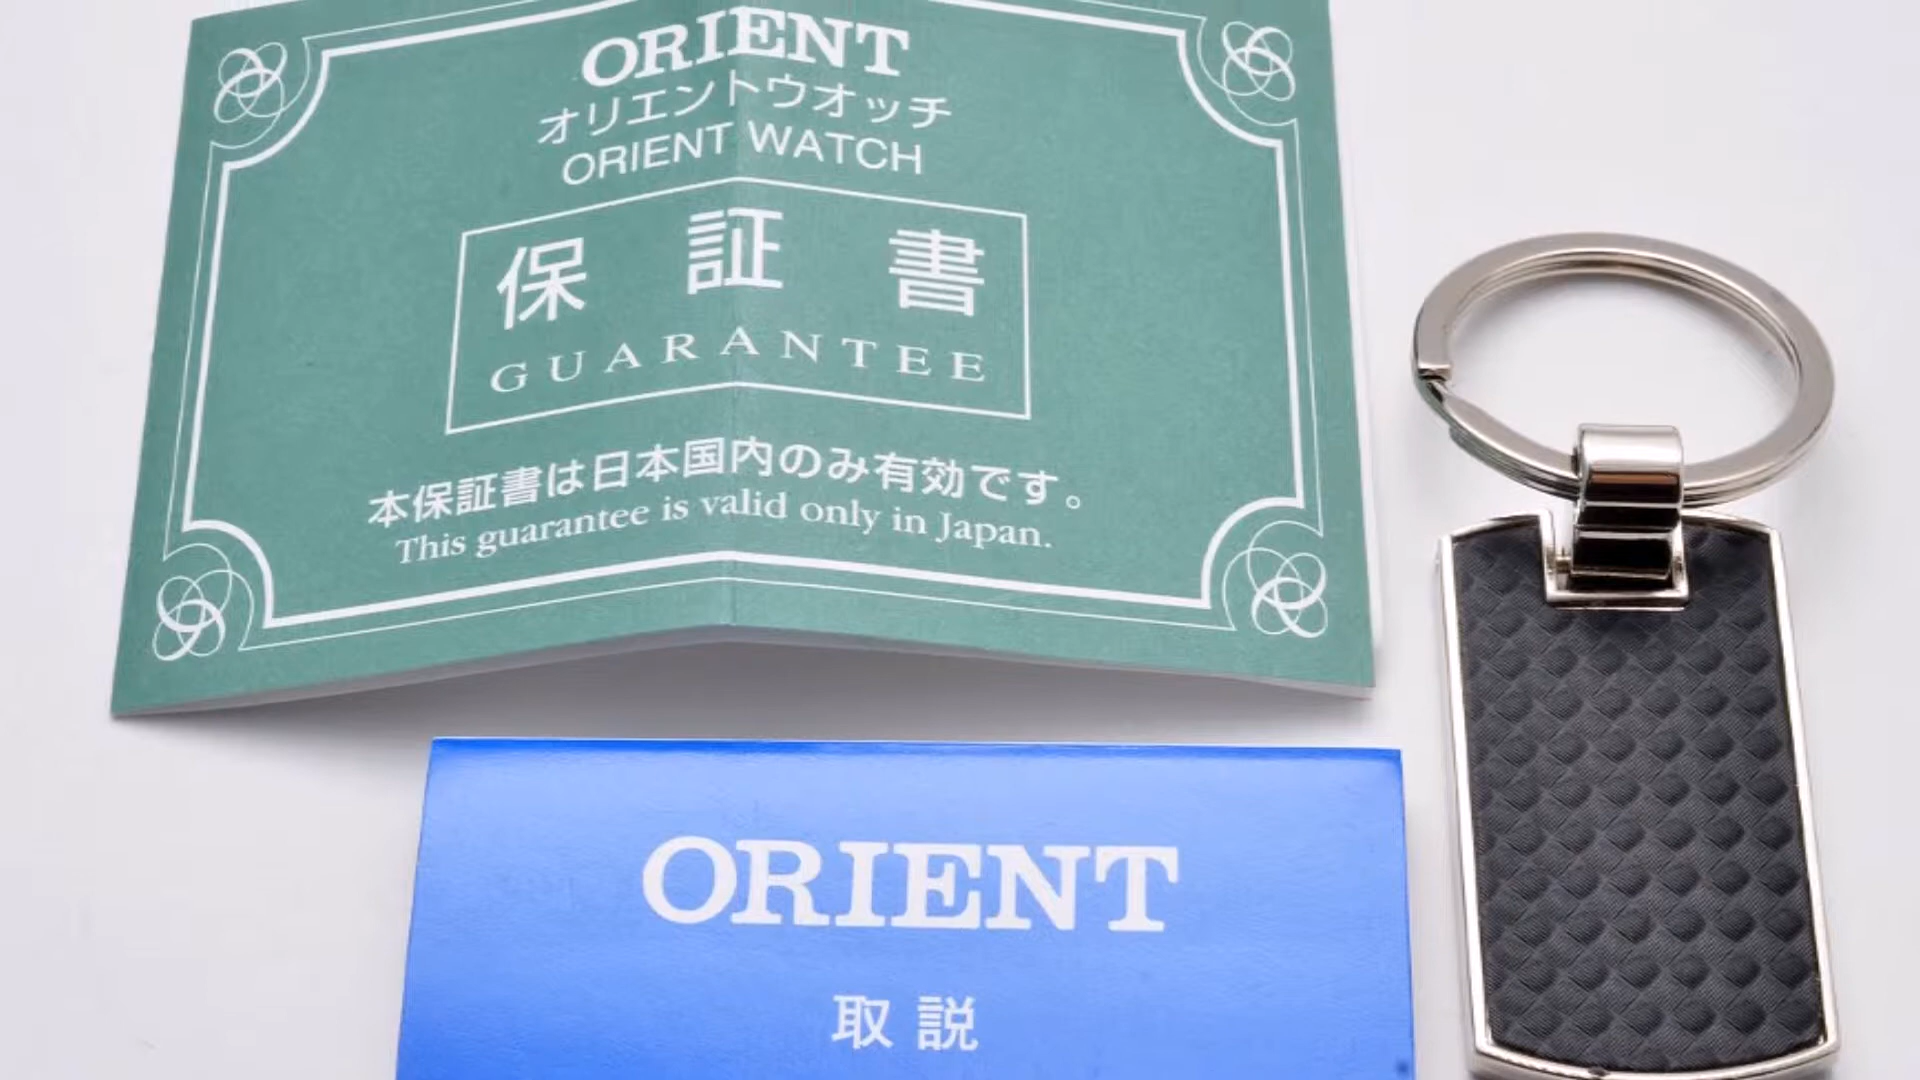 ORIENT
オリエントウオッチ
ORIENT WATCH
保証書
GUARANTEE
本保証書は日本国内のみ有効です。
This guarantee is valid only in Japan.
ORIENT
取説